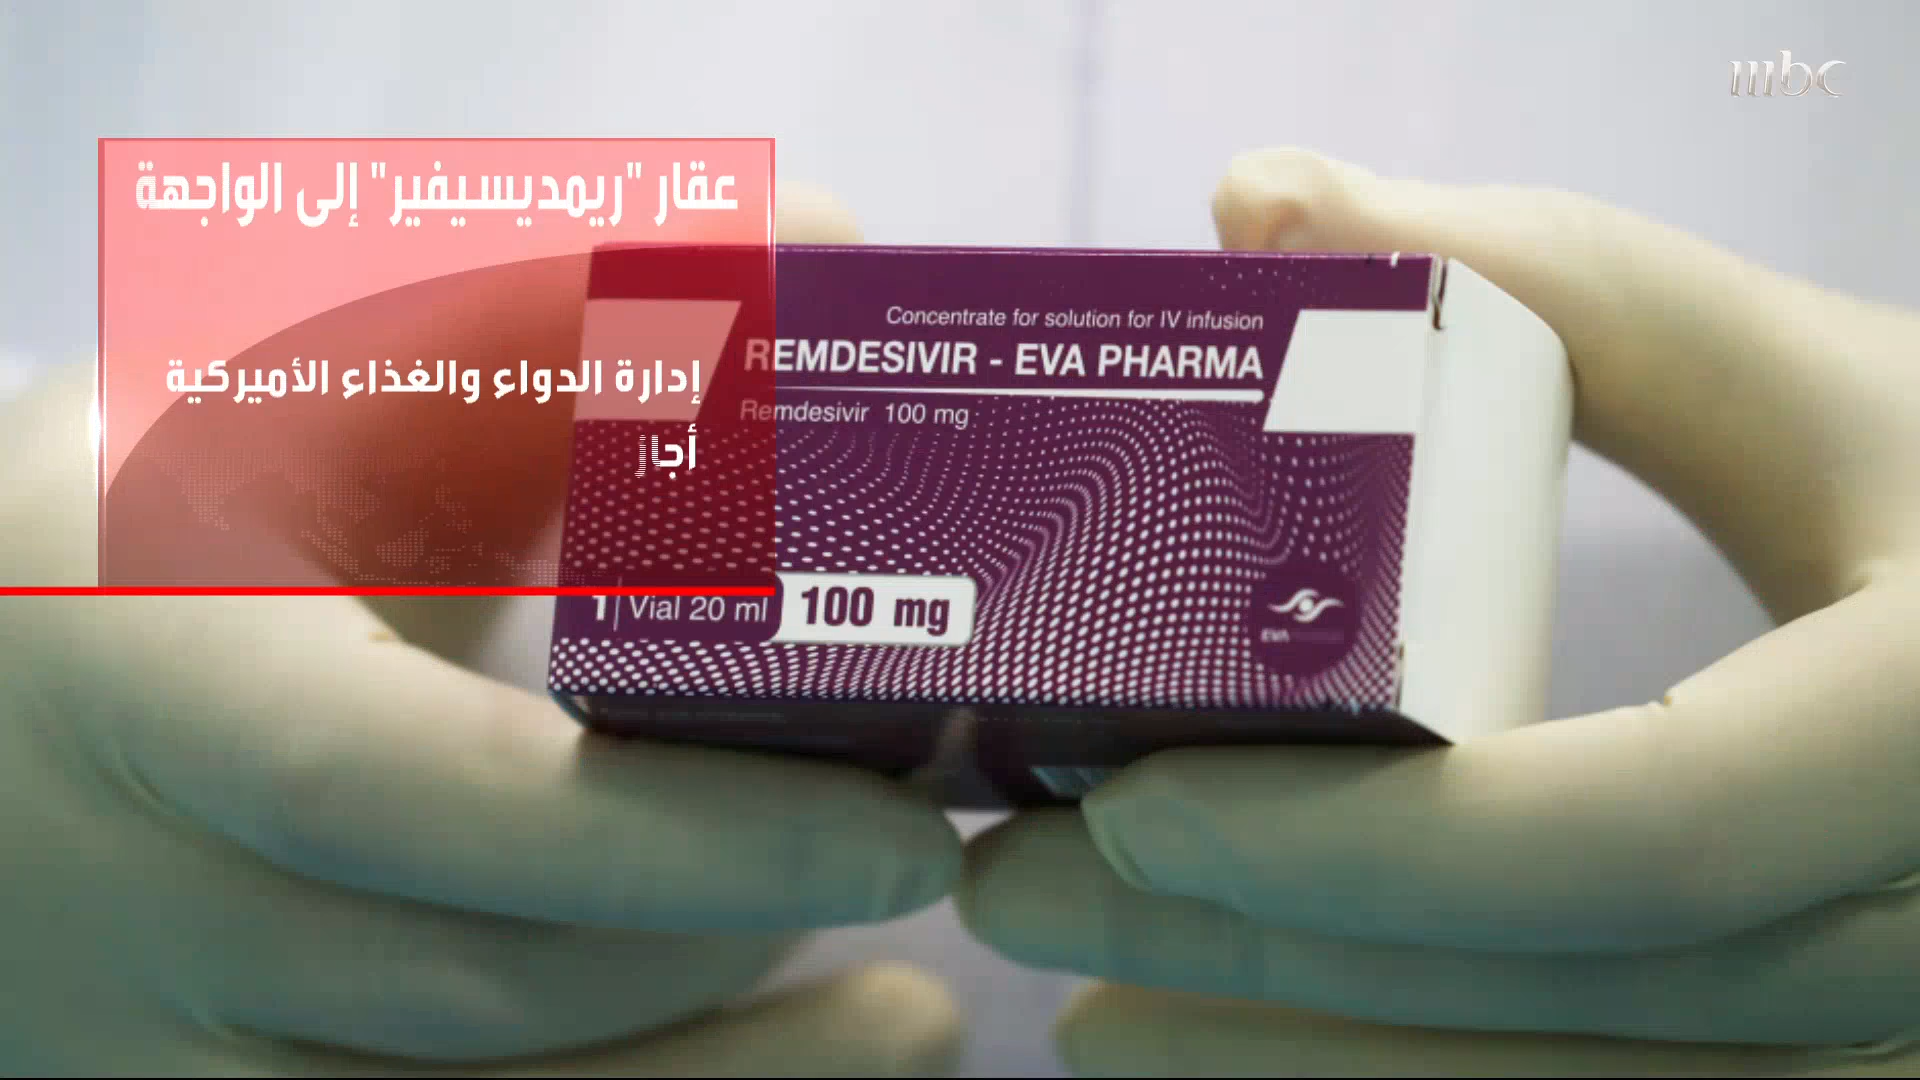 mbc
عقار "ريمديسيفير" إلى الواجهة
إدارة الدواء والغذاء الأميركية
أجاز
Concentrate for solution for IV infusion
REMDESIVIR - EVA PHARMA
Remdesivir 100 mg
1 | Vial 20 ml 100 mg
EVA